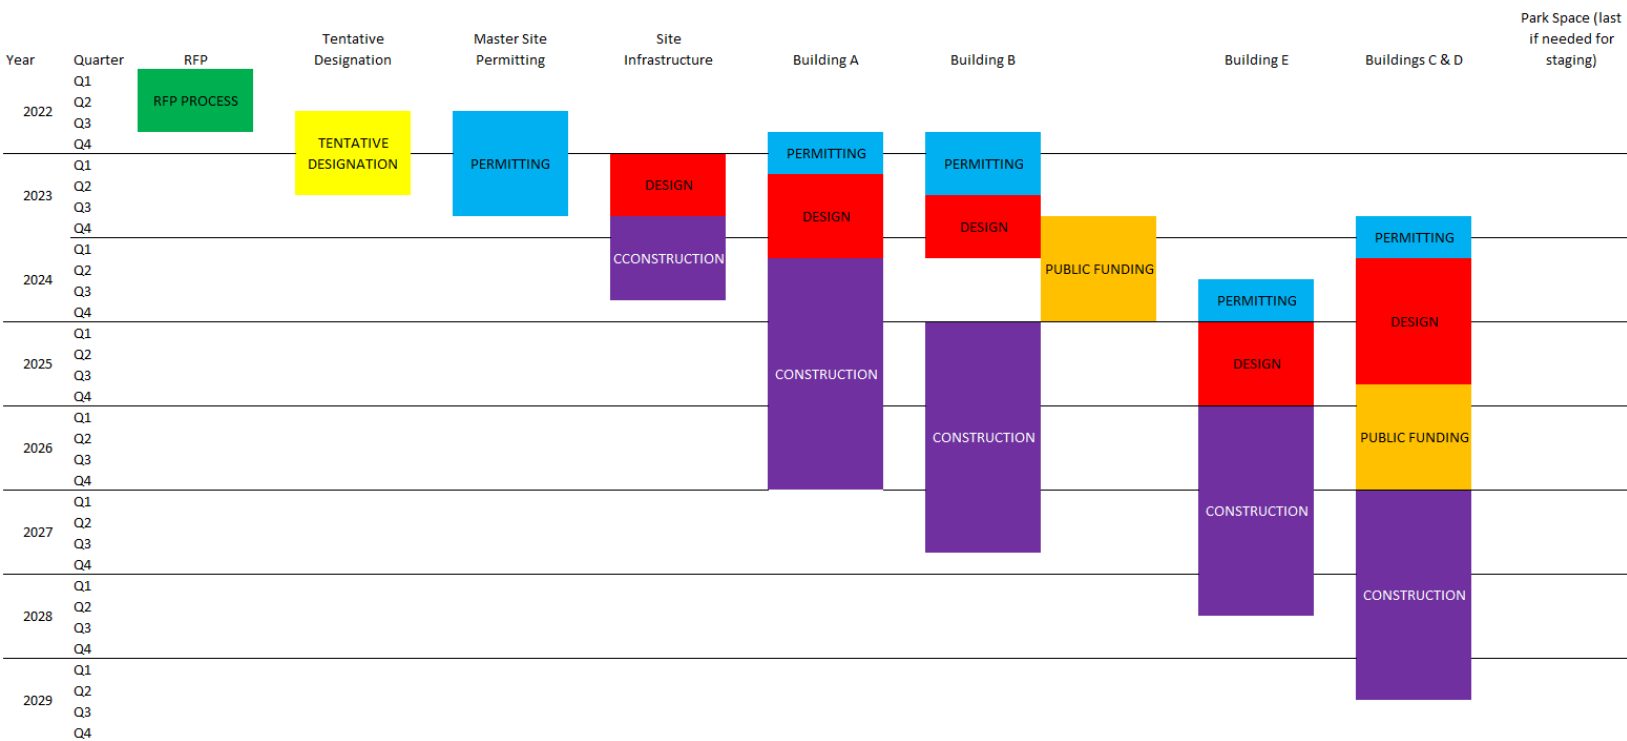 Park Space (last
if needed for
staging)
Tentative
Designation
Master Site
Permitting
Site
Infrastructure
Year
Quarter
RFP
Building A
Building B
Building E
Buildings C & D
Q1
2022
Q2
RFP PROCESS
Q3
Q4
TENTATIVE
DESIGNATION
PERMITTING
PERMITTING
PERMITTING
2023
Q1
Q2
DESIGN
Q3
DESIGN
Q4
DESIGN
PERMITTING
2024
Q1
CCONSTRUCTION
Q2
PUBLIC FUNDING
Q3
PERMITTING
Q4
DESIGN
2025
Q1
Q2
DESIGN
Q3
CONSTRUCTION
Q4
2026
Q1
Q2
CONSTRUCTION
PUBLIC FUNDING
Q3
Q4
2027
Q1
Q2
CONSTRUCTION
Q3
Q4
2028
Q1
CONSTRUCTION
Q2
Q3
Q4
2029
Q1
Q2
Q3
Q4